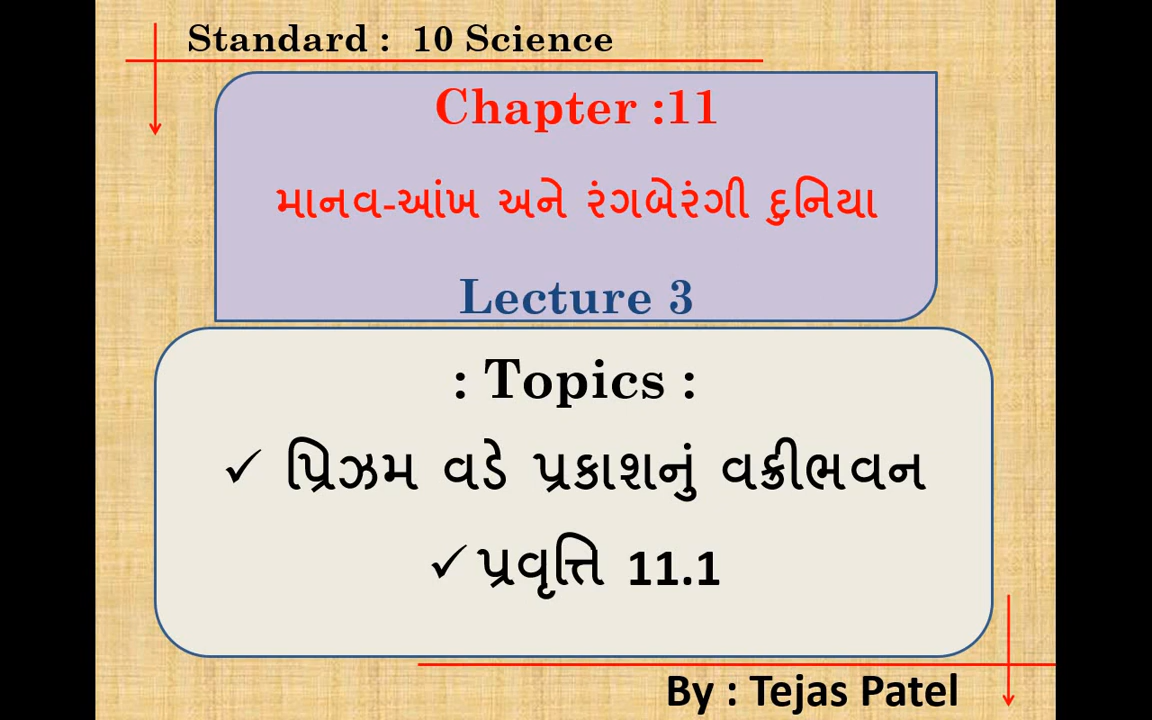 Standard : 10 Science
Chapter :11
માનવ-આંખ અને રંગબેરંગી દુનિયા
Lecture 3
: Topics :
✓ પ્રિઝમ વડે પ્રકાશનું વક્રીભવન
✓ પ્રવૃત્તિ 11.1
By : Tejas Patel